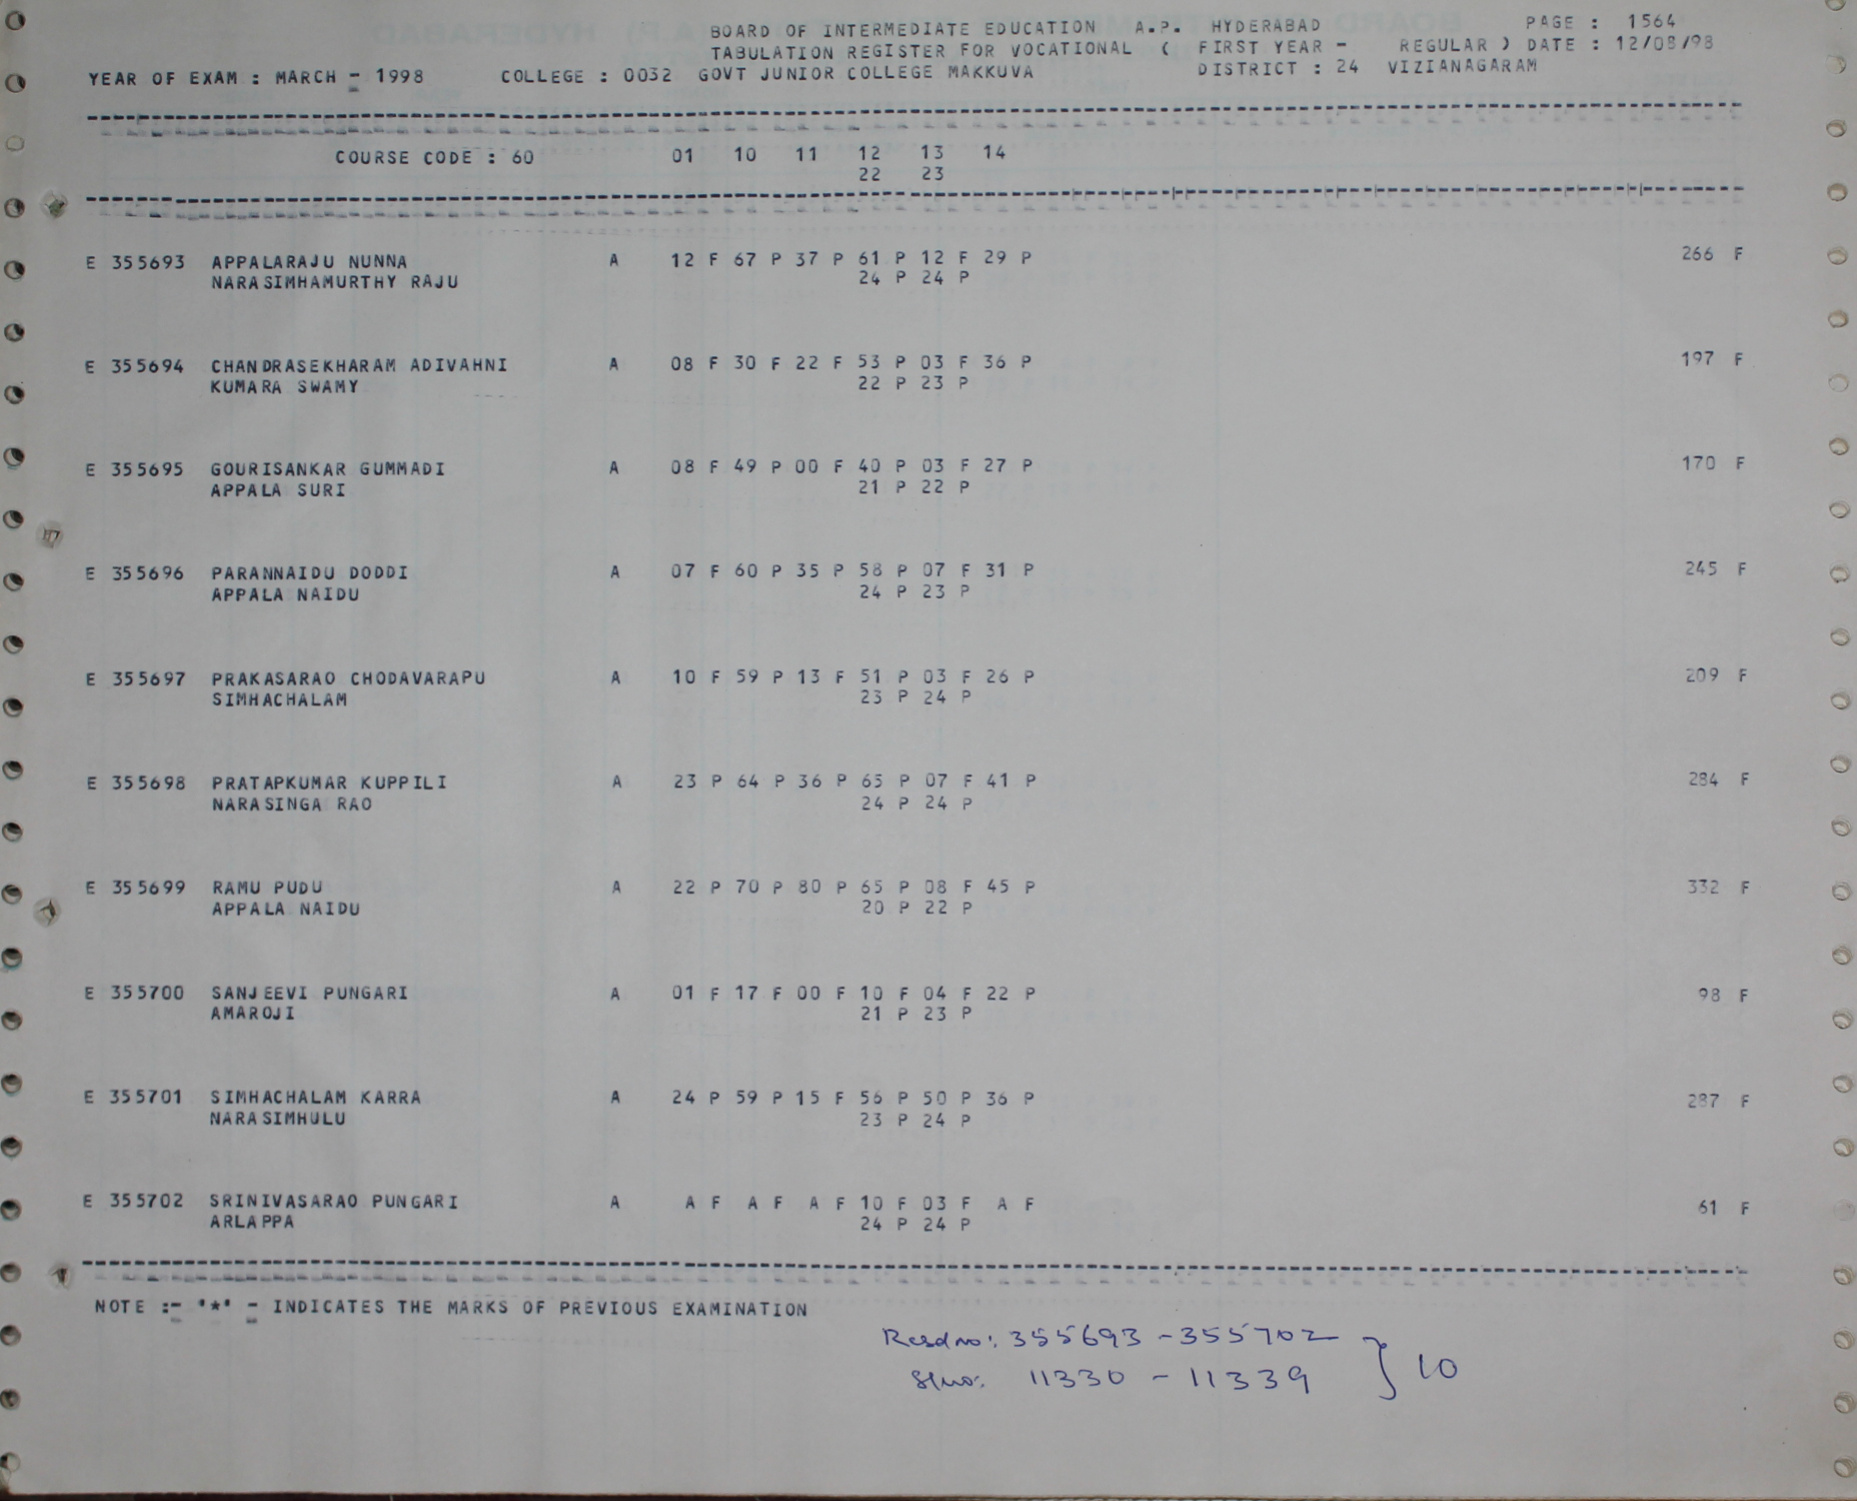 BOARD OF INTERMEDIATE EDUCATION A.P. HYDERABAD PAGE : 1564
TABULATION REGISTER FOR VOCATIONAL ( FIRST YEAR - REGULAR ) DATE : 12/08/98
YEAR OF EXAM : MARCH - 1998 COLLEGE : 0032 GOVT JUNIOR COLLEGE MAKKUVA DISTRICT : 24 VIZIANAGARAM
COURSE CODE : 60 01 10 11 12 13 14
22 23
E 355693 APPALARAJU NUNNA A 12 F 67 P 37 P 61 P 12 F 29 P 266 F
NARASIMHAMURTHY RAJU 24 P 24 P
E 355694 CHANDRASEKHARAM ADIVAHNI A 08 F 30 F 22 F 53 P 03 F 36 P 197 F
KUMARA SWAMY 22 P 23 P
E 355695 GOURISANKAR GUMMADI A 08 F 49 P 00 F 40 P 03 F 27 P 170 F
APPALA SURI 21 P 22 P
E 355696 PARANNAIDU DODDI A 07 F 60 P 35 P 58 P 07 F 31 P 245 F
APPALA NAIDU 24 P 23 P
E 355697 PRAKASARAO CHODAVARAPU A 10 F 59 P 13 F 51 P 03 F 26 P 209 F
SIMHACHALAM 23 P 24 P
E 355698 PRATAPKUMAR KUPPILI A 23 P 64 P 36 P 65 P 07 F 41 P 284 F
NARASINGA RAO 24 P 24 P
E 355699 RAMU PUDU A 22 P 70 P 80 P 65 P 08 F 45 P 332 F
APPALA NAIDU 20 P 22 P
E 355700 SANJEEVI PUNGARI A 01 F 17 F 00 F 10 F 04 F 22 P 98 F
AMAROJI 21 P 23 P
E 355701 SIMHACHALAM KARRA A 24 P 59 P 15 F 56 P 50 P 36 P 287 F
NARASIMHULU 23 P 24 P
E 355702 SRINIVASARAO PUNGARI A A F A F A F 10 F 03 F A F 61 F
ARLAPPA 24 P 24 P
NOTE :- '*' - INDICATES THE MARKS OF PREVIOUS EXAMINATION
Regdno: 355693 - 355702
Slno: 11330 - 11339 } 10